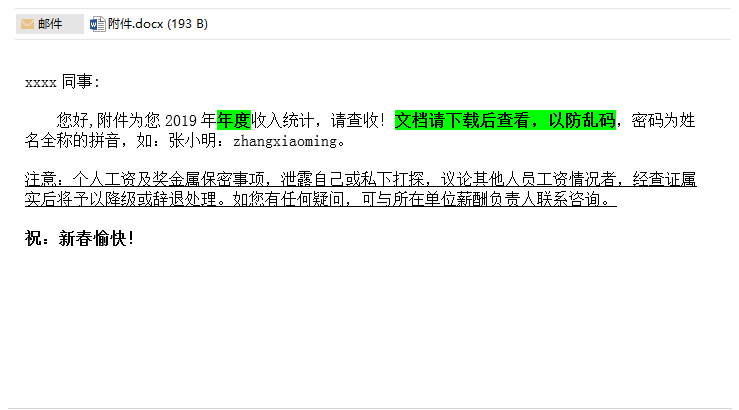 邮件 附件.docx (193 B)
xxxx 同事:
您好,附件为您 2019 年年度收入统计，请查收！文档请下载后查看，以防乱码，密码为姓
名全称的拼音，如：张小明：zhangxiaoming。
注意：个人工资及奖金属保密事项，泄露自己或私下打探，议论其他人员工资情况者，经查证属
实后将予以降级或辞退处理。如您有任何疑问，可与所在单位薪酬负责人联系咨询。
祝：新春愉快!